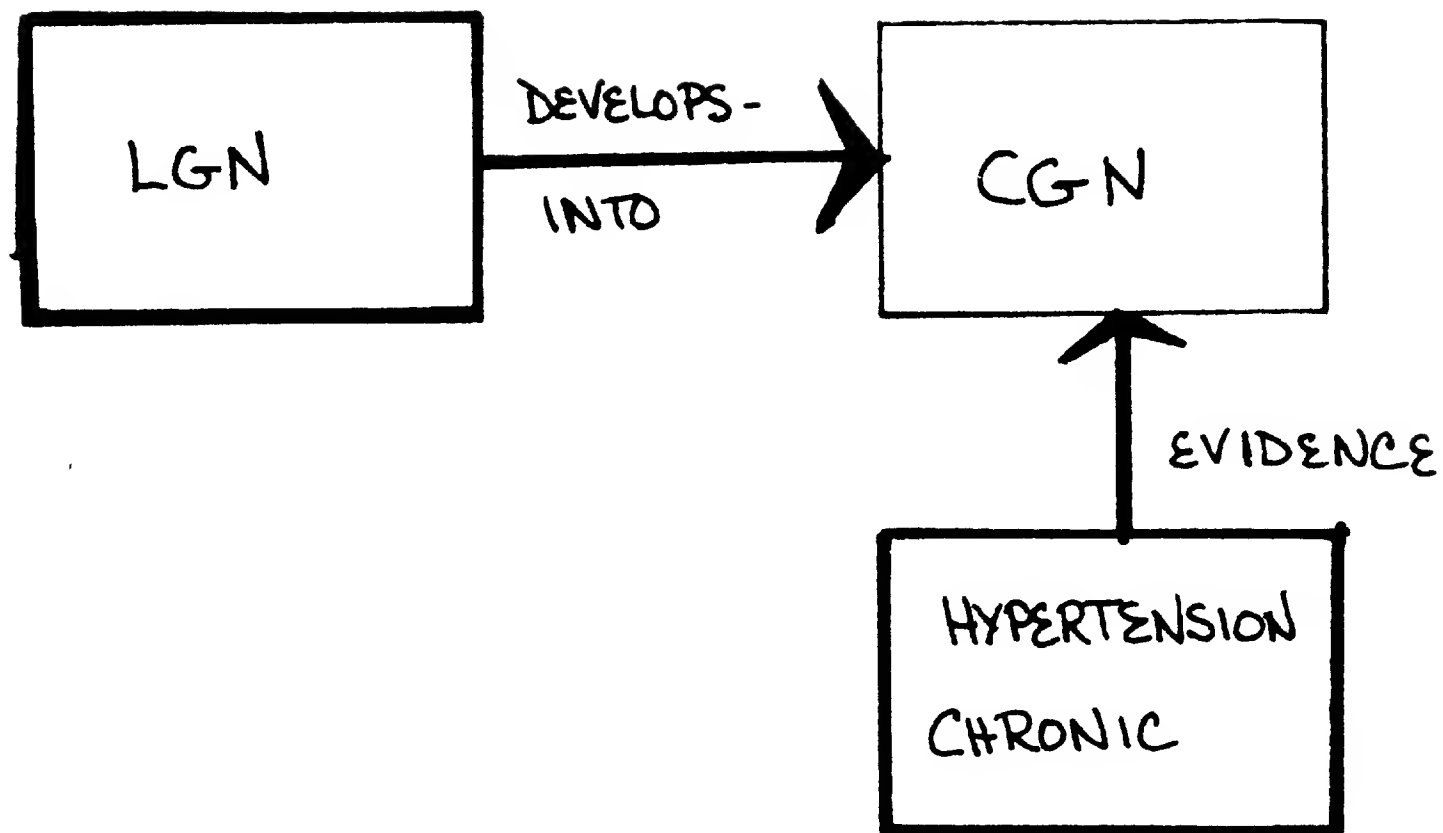 LGN
DEVELOPS-
INTO
CGN
EVIDENCE
HYPERTENSION
CHRONIC